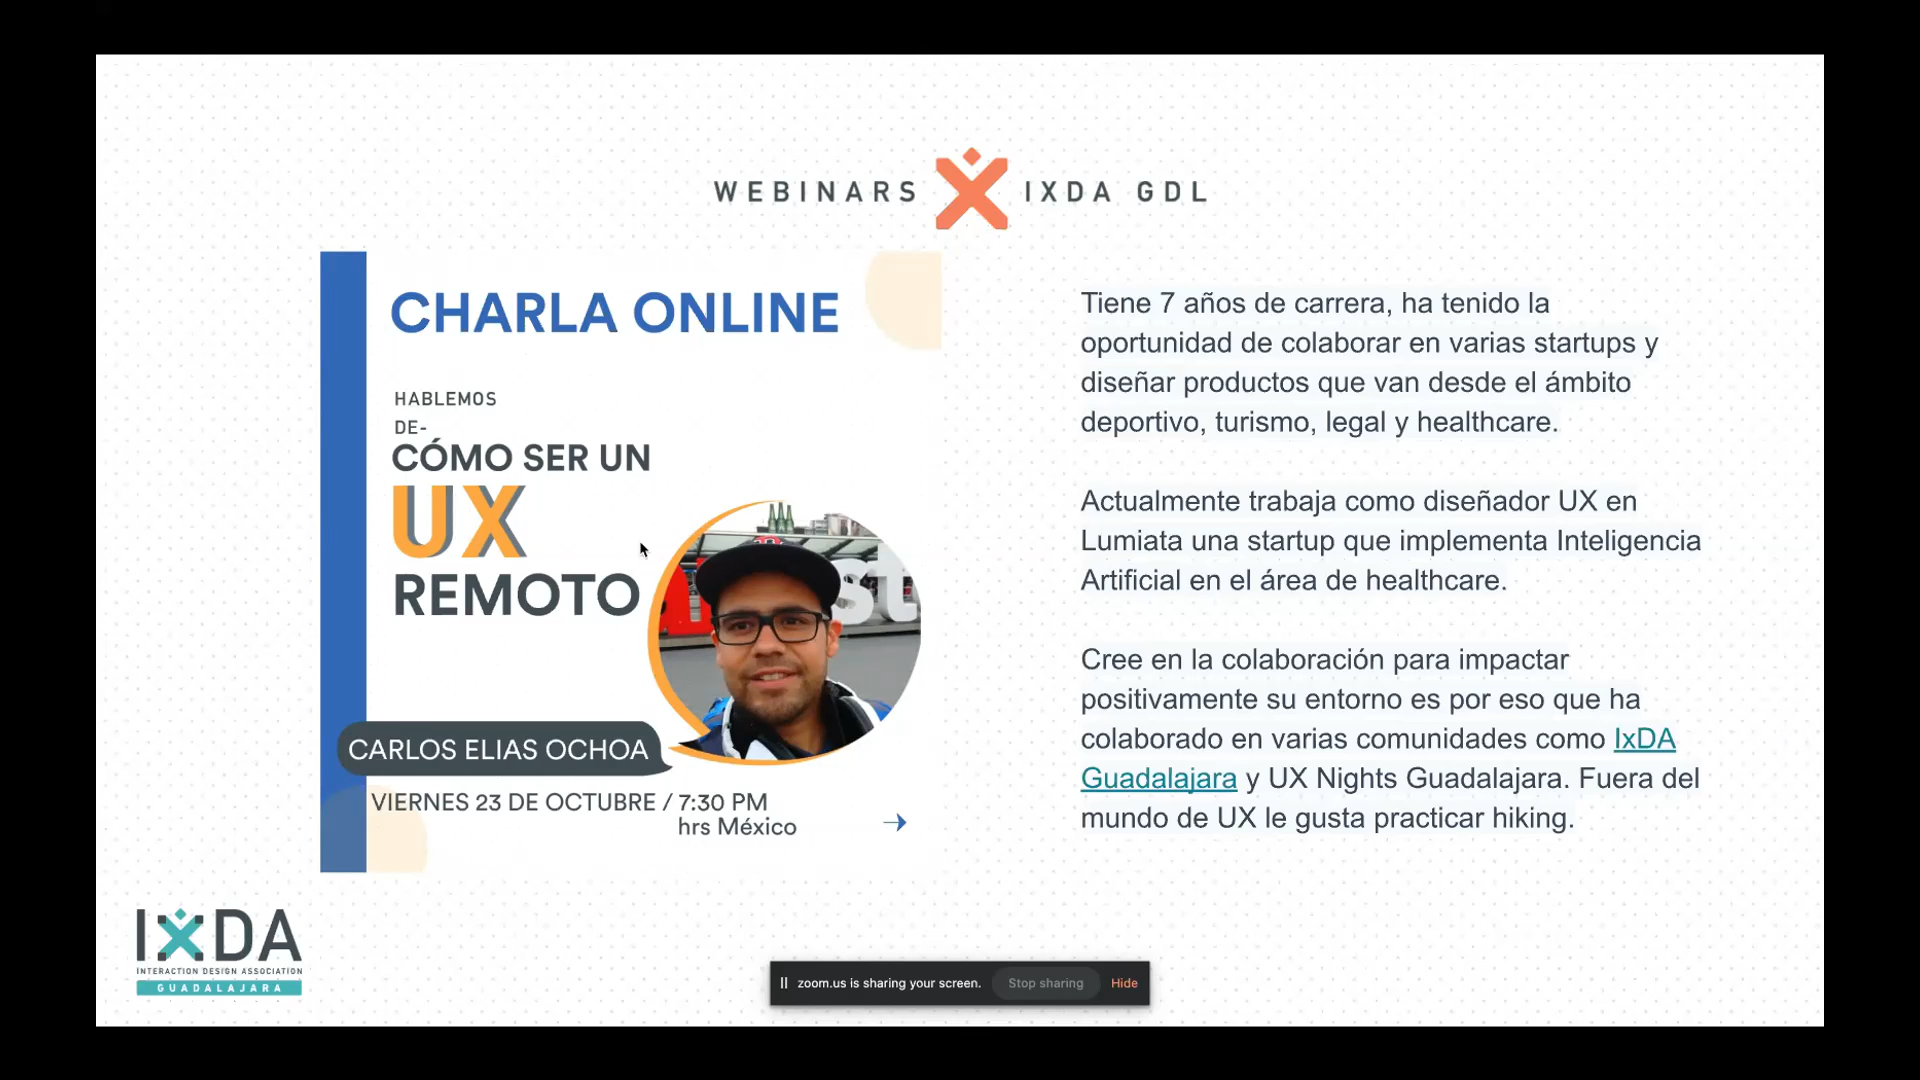 WEBINARS IXDA GDL
CHARLA ONLINE
HABLEMOS
DE-
CÓMO SER UN
UX
REMOTO
st
CARLOS ELIAS OCHOA
VIERNES 23 DE OCTUBRE / 7:30 PM
hrs México
Tiene 7 años de carrera, ha tenido la
oportunidad de colaborar en varias startups y
diseñar productos que van desde el ámbito
deportivo, turismo, legal y healthcare.
Actualmente trabaja como diseñador UX en
Lumiata una startup que implementa Inteligencia
Artificial en el área de healthcare.
Cree en la colaboración para impactar
positivamente su entorno es por eso que ha
colaborado en varias comunidades como IxDA
Guadalajara y UX Nights Guadalajara. Fuera del
mundo de UX le gusta practicar hiking.
IxDA
INTERACTION DESIGN ASSOCIATION
GUADALAJARA
zoom.us is sharing your screen. Stop sharing Hide